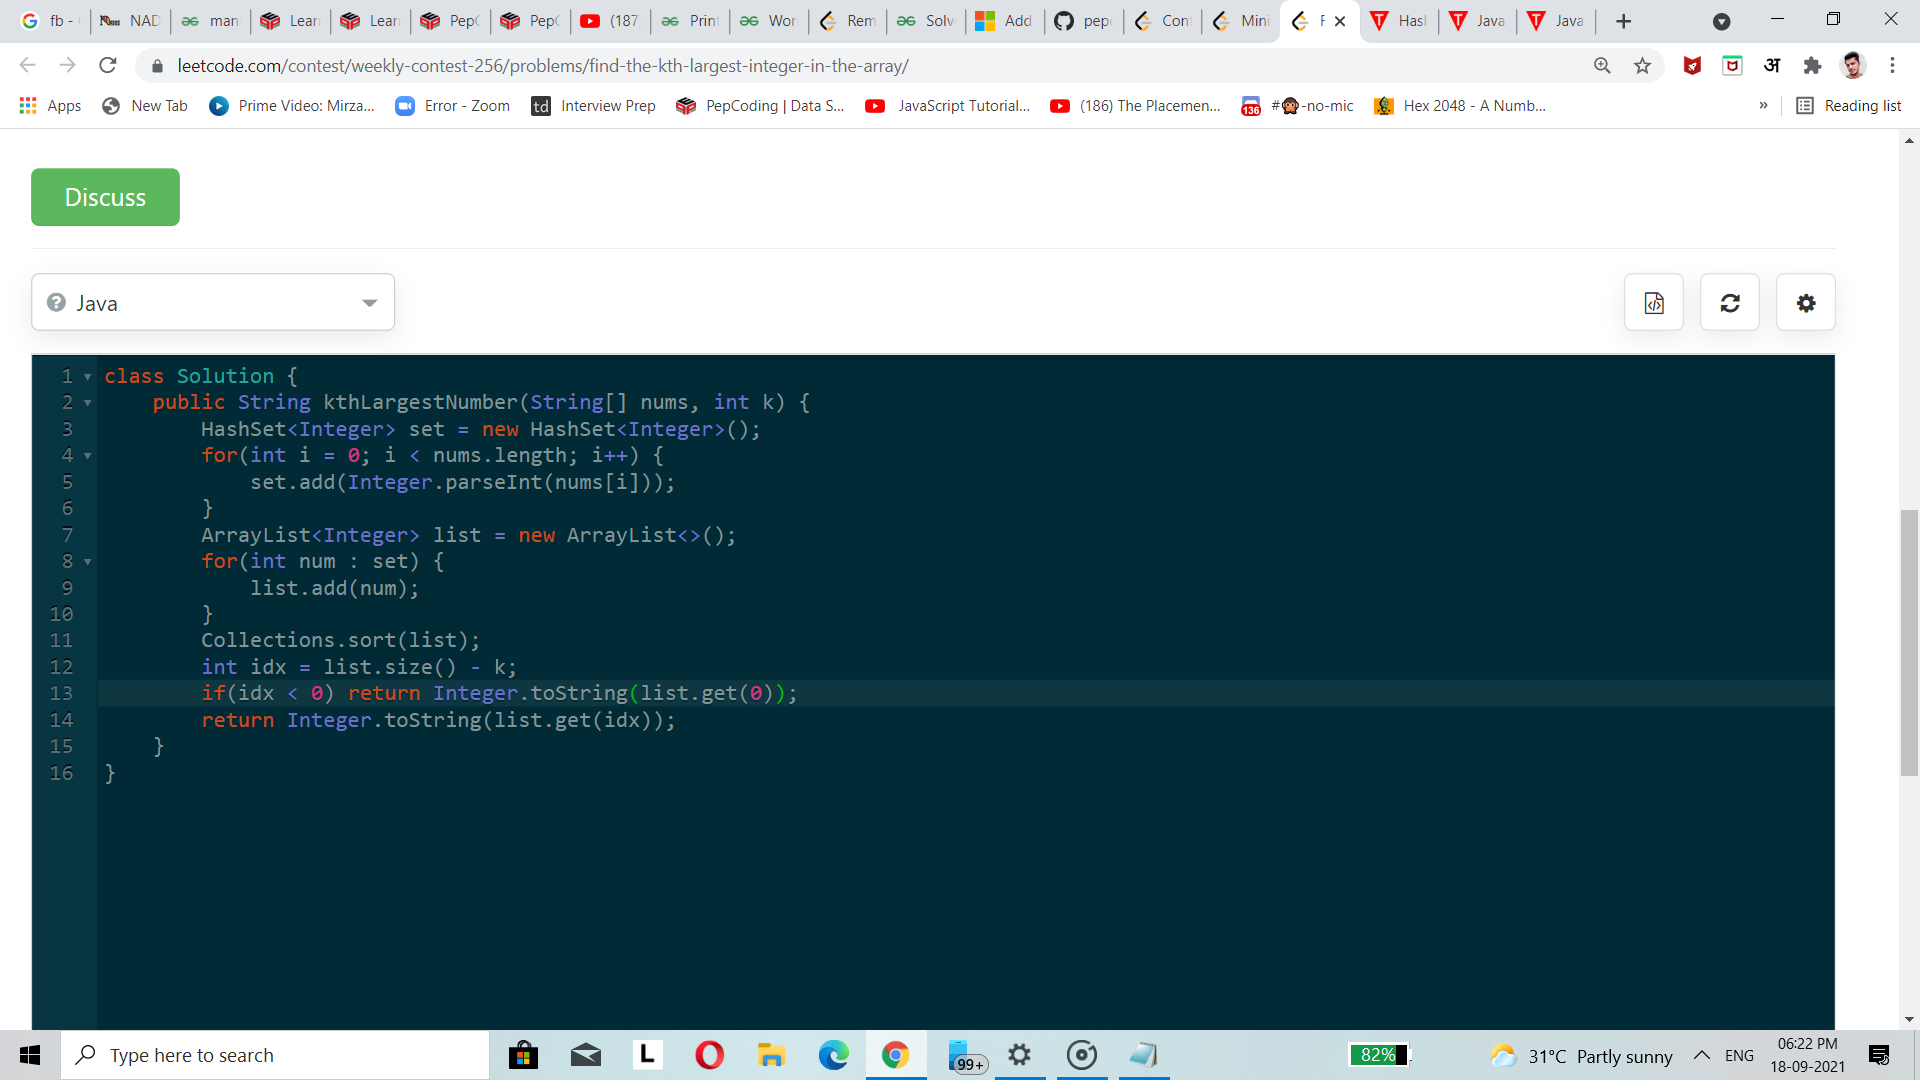 fb -
NAD
man
Lear
Lear
Pep
Pep
(187
Print
Wor
Rem
Solv
Add
pep
Con
Mini
F
Hash
Java
Java
leetcode.com/contest/weekly-contest-256/problems/find-the-kth-largest-integer-in-the-array/
अ
Apps
New Tab
Prime Video: Mirza...
Error - Zoom
td Interview Prep
PepCoding | Data S...
JavaScript Tutorial...
(186) The Placemen...
136 #🙊-no-mic
Hex 2048 - A Numb...
»
Reading list
Discuss
Java
1 class Solution {
2 public String kthLargestNumber(String[] nums, int k) {
3 HashSet<Integer> set = new HashSet<Integer>();
4 for(int i = 0; i < nums.length; i++) {
5 set.add(Integer.parseInt(nums[i]));
6 }
7 ArrayList<Integer> list = new ArrayList<>();
8 for(int num : set) {
9 list.add(num);
10 }
11 Collections.sort(list);
12 int idx = list.size() - k;
13 if(idx < 0) return Integer.toString(list.get(0));
14 return Integer.toString(list.get(idx));
15 }
16 }
Type here to search
L
99+
82%
31°C Partly sunny
ENG
06:22 PM
18-09-2021